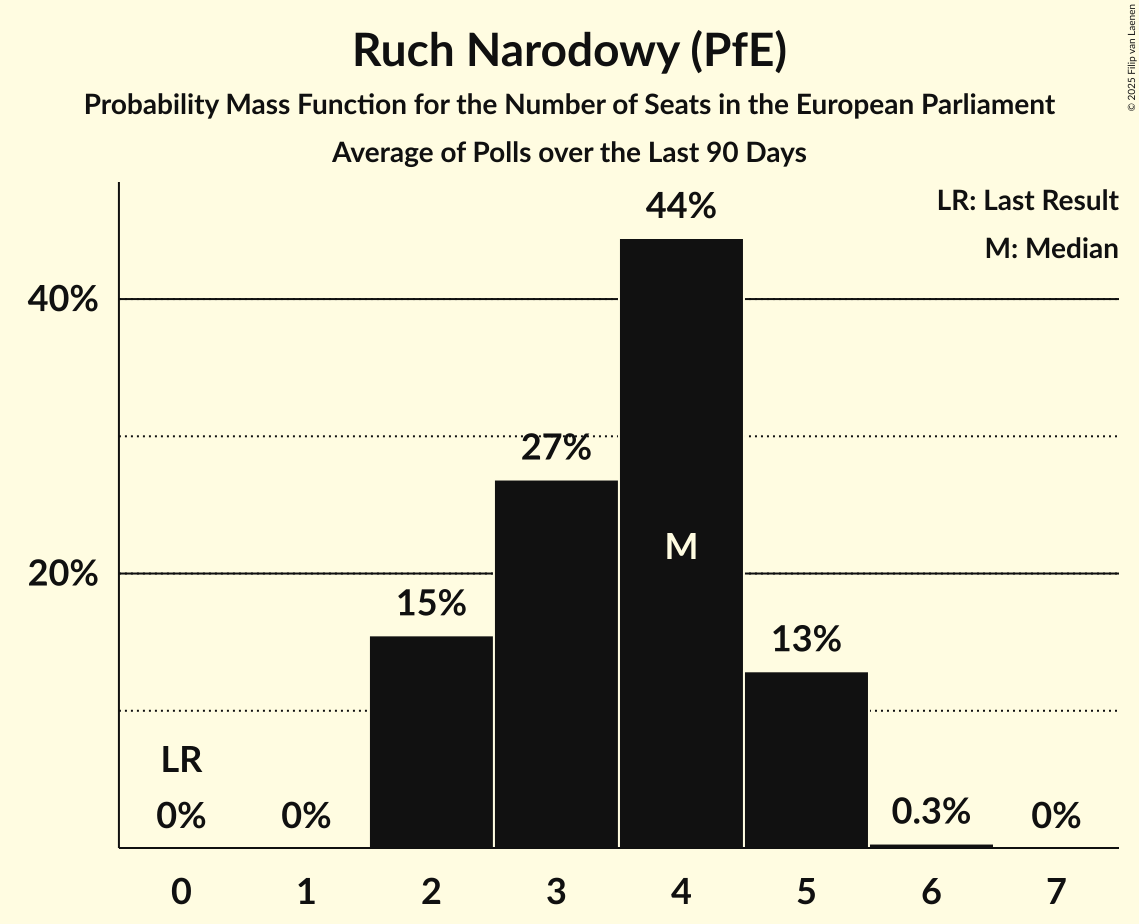 Ruch Narodowy (PfE)
Probability Mass Function for the Number of Seats in the European Parliament
Average of Polls over the Last 90 Days
© 2025 Filip van Laenen
LR: Last Result
M: Median
44%
40%
27%
M
20%
15%
13%
LR
0%
0%
0.3%
0%
0 1 2 3 4 5 6 7